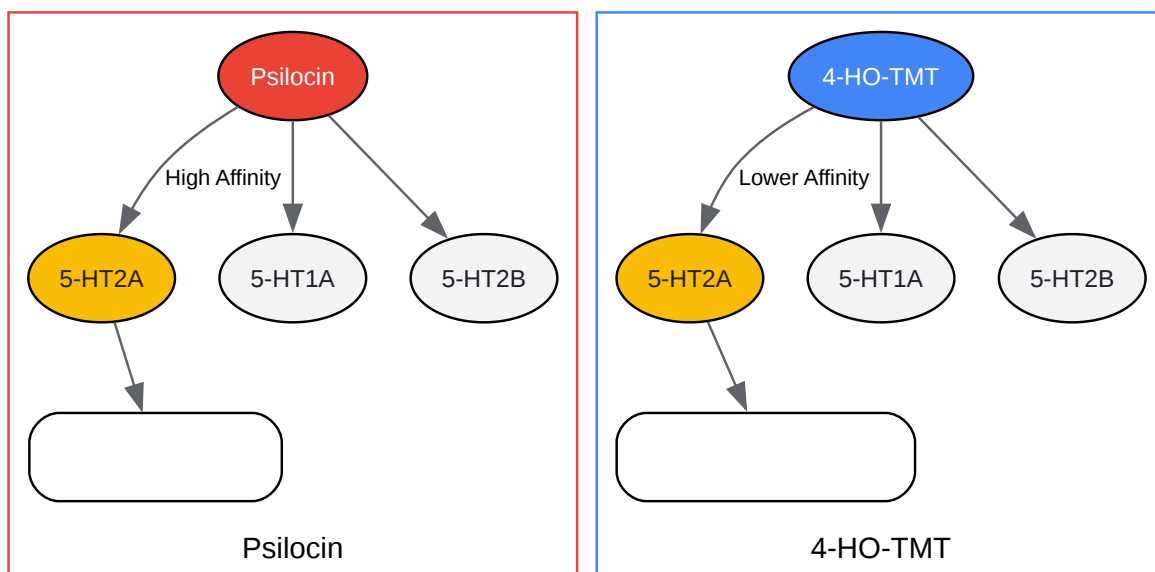 Psilocin
High Affinity
5-HT2A
5-HT1A
5-HT2B
Psilocin
4-HO-TMT
Lower Affinity
5-HT2A
5-HT1A
5-HT2B
4-HO-TMT